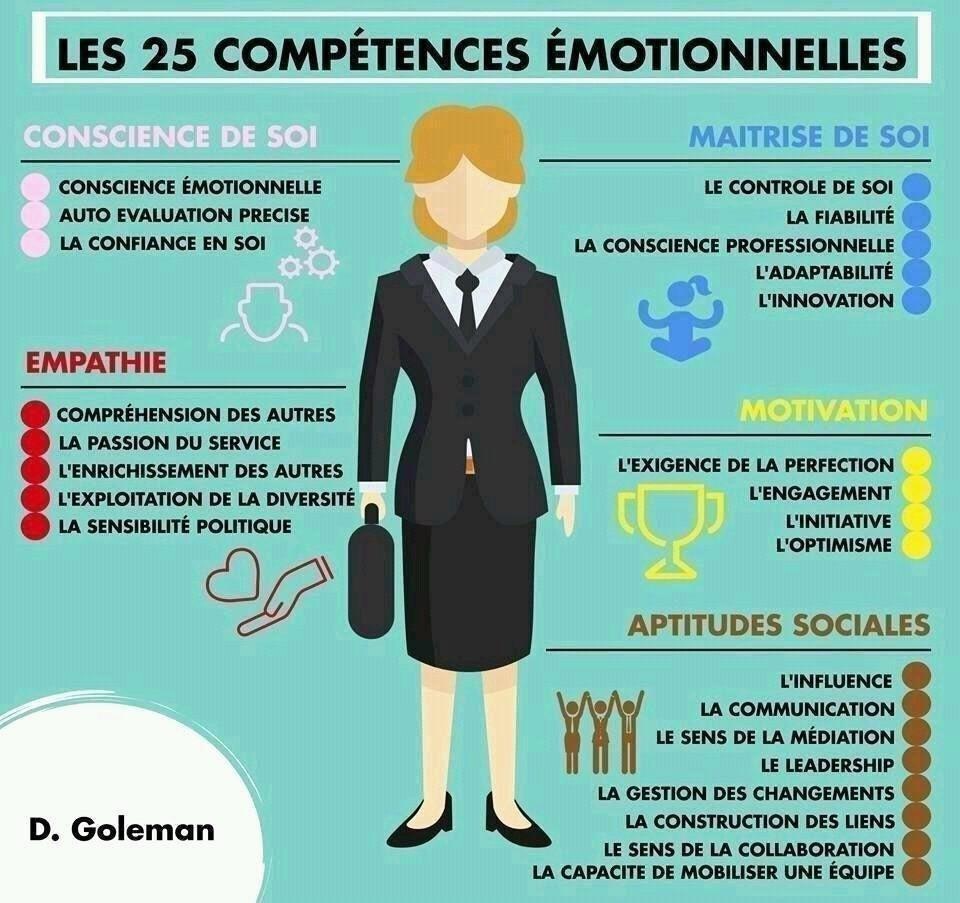 LES 25 COMPÉTENCES ÉMOTIONNELLES
CONSCIENCE DE SOI
CONSCIENCE ÉMOTIONNELLE
AUTO EVALUATION PRECISE
LA CONFIANCE EN SOI
MAITRISE DE SOI
LE CONTROLE DE SOI
LA FIABILITÉ
LA CONSCIENCE PROFESSIONNELLE
L'ADAPTABILITÉ
L'INNOVATION
EMPATHIE
COMPRÉHENSION DES AUTRES
LA PASSION DU SERVICE
L'ENRICHISSEMENT DES AUTRES
L'EXPLOITATION DE LA DIVERSITÉ
LA SENSIBILITÉ POLITIQUE
MOTIVATION
L'EXIGENCE DE LA PERFECTION
L'ENGAGEMENT
L'INITIATIVE
L'OPTIMISME
APTITUDES SOCIALES
L'INFLUENCE
LA COMMUNICATION
LE SENS DE LA MÉDIATION
LE LEADERSHIP
LA GESTION DES CHANGEMENTS
LA CONSTRUCTION DES LIENS
LE SENS DE LA COLLABORATION
LA CAPACITE DE MOBILISER UNE ÉQUIPE
D. Goleman